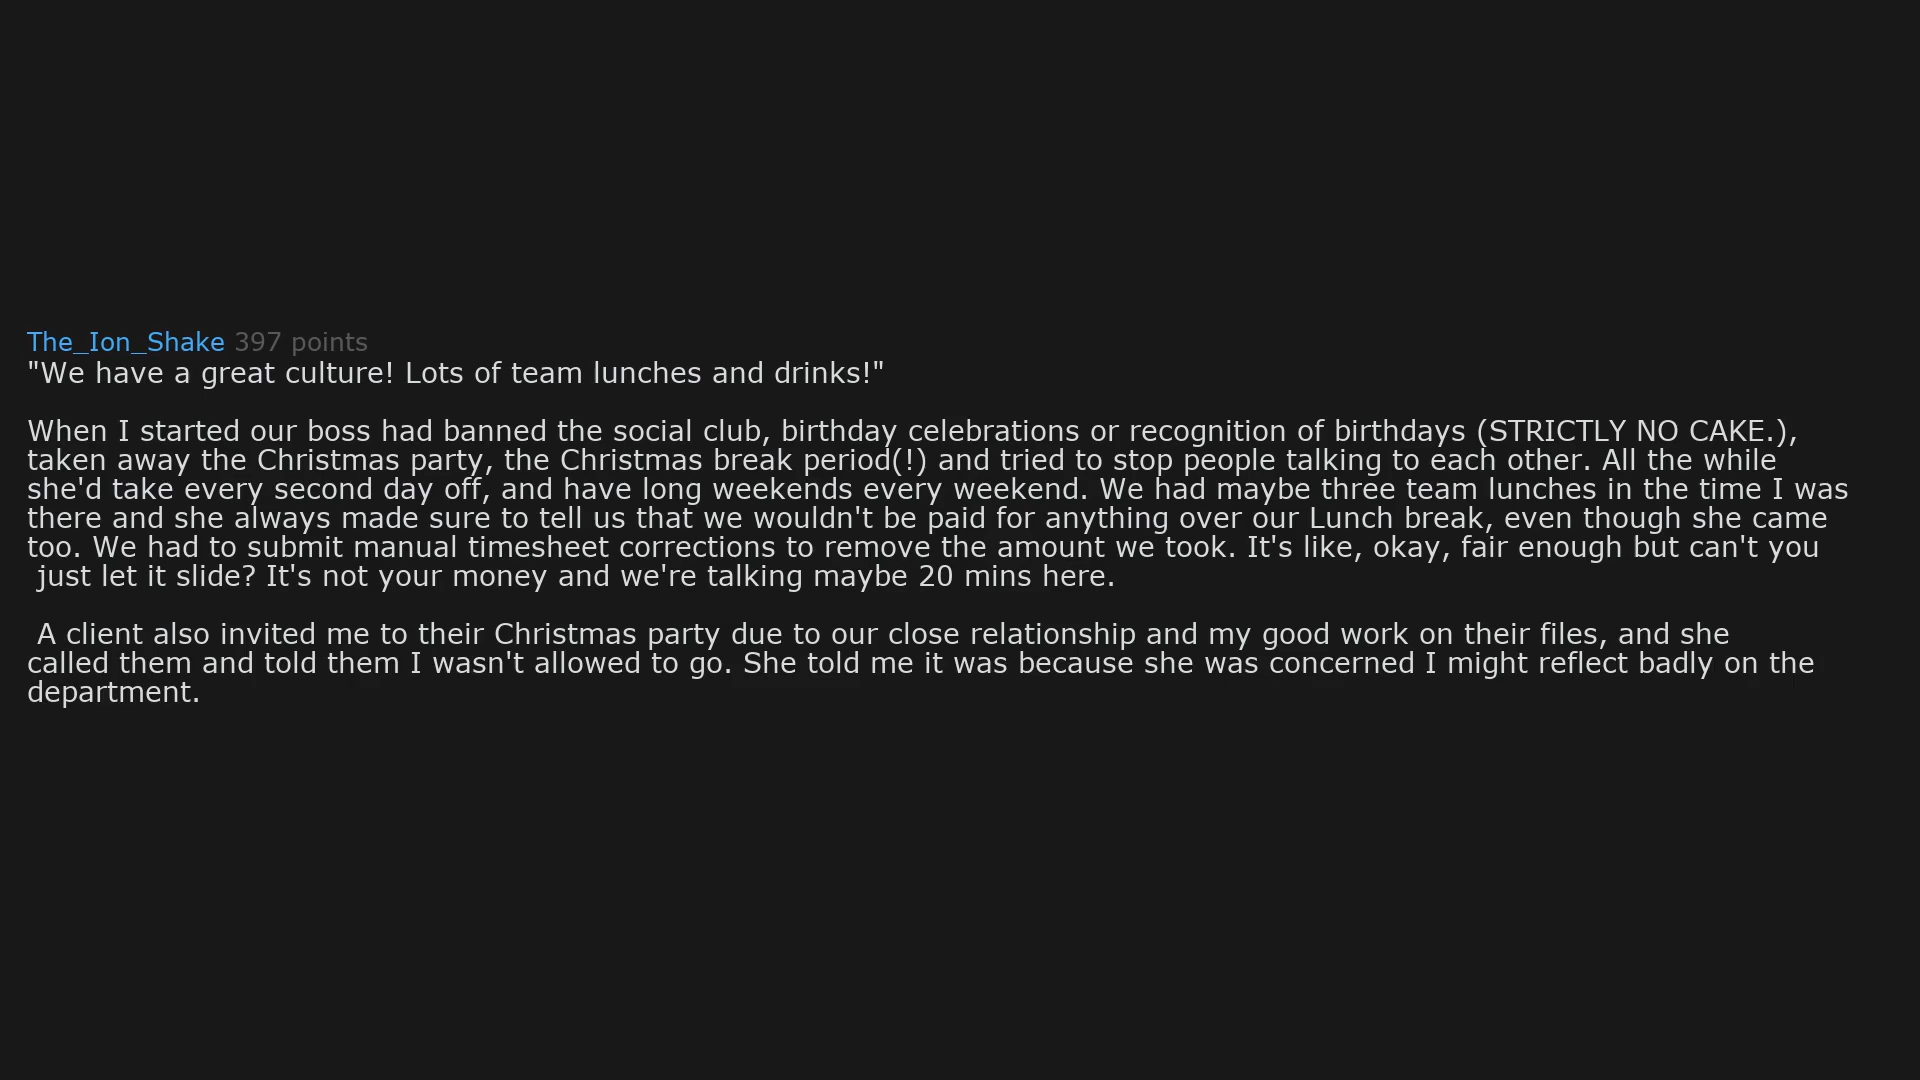 The_Ion_Shake 397 points
"We have a great culture! Lots of team lunches and drinks!"
When I started our boss had banned the social club, birthday celebrations or recognition of birthdays (STRICTLY NO CAKE.),
taken away the Christmas party, the Christmas break period(!) and tried to stop people talking to each other. All the while
she'd take every second day off, and have long weekends every weekend. We had maybe three team lunches in the time I was
there and she always made sure to tell us that we wouldn't be paid for anything over our Lunch break, even though she came
too. We had to submit manual timesheet corrections to remove the amount we took. It's like, okay, fair enough but can't you
just let it slide? It's not your money and we're talking maybe 20 mins here.
A client also invited me to their Christmas party due to our close relationship and my good work on their files, and she
called them and told them I wasn't allowed to go. She told me it was because she was concerned I might reflect badly on the
department.